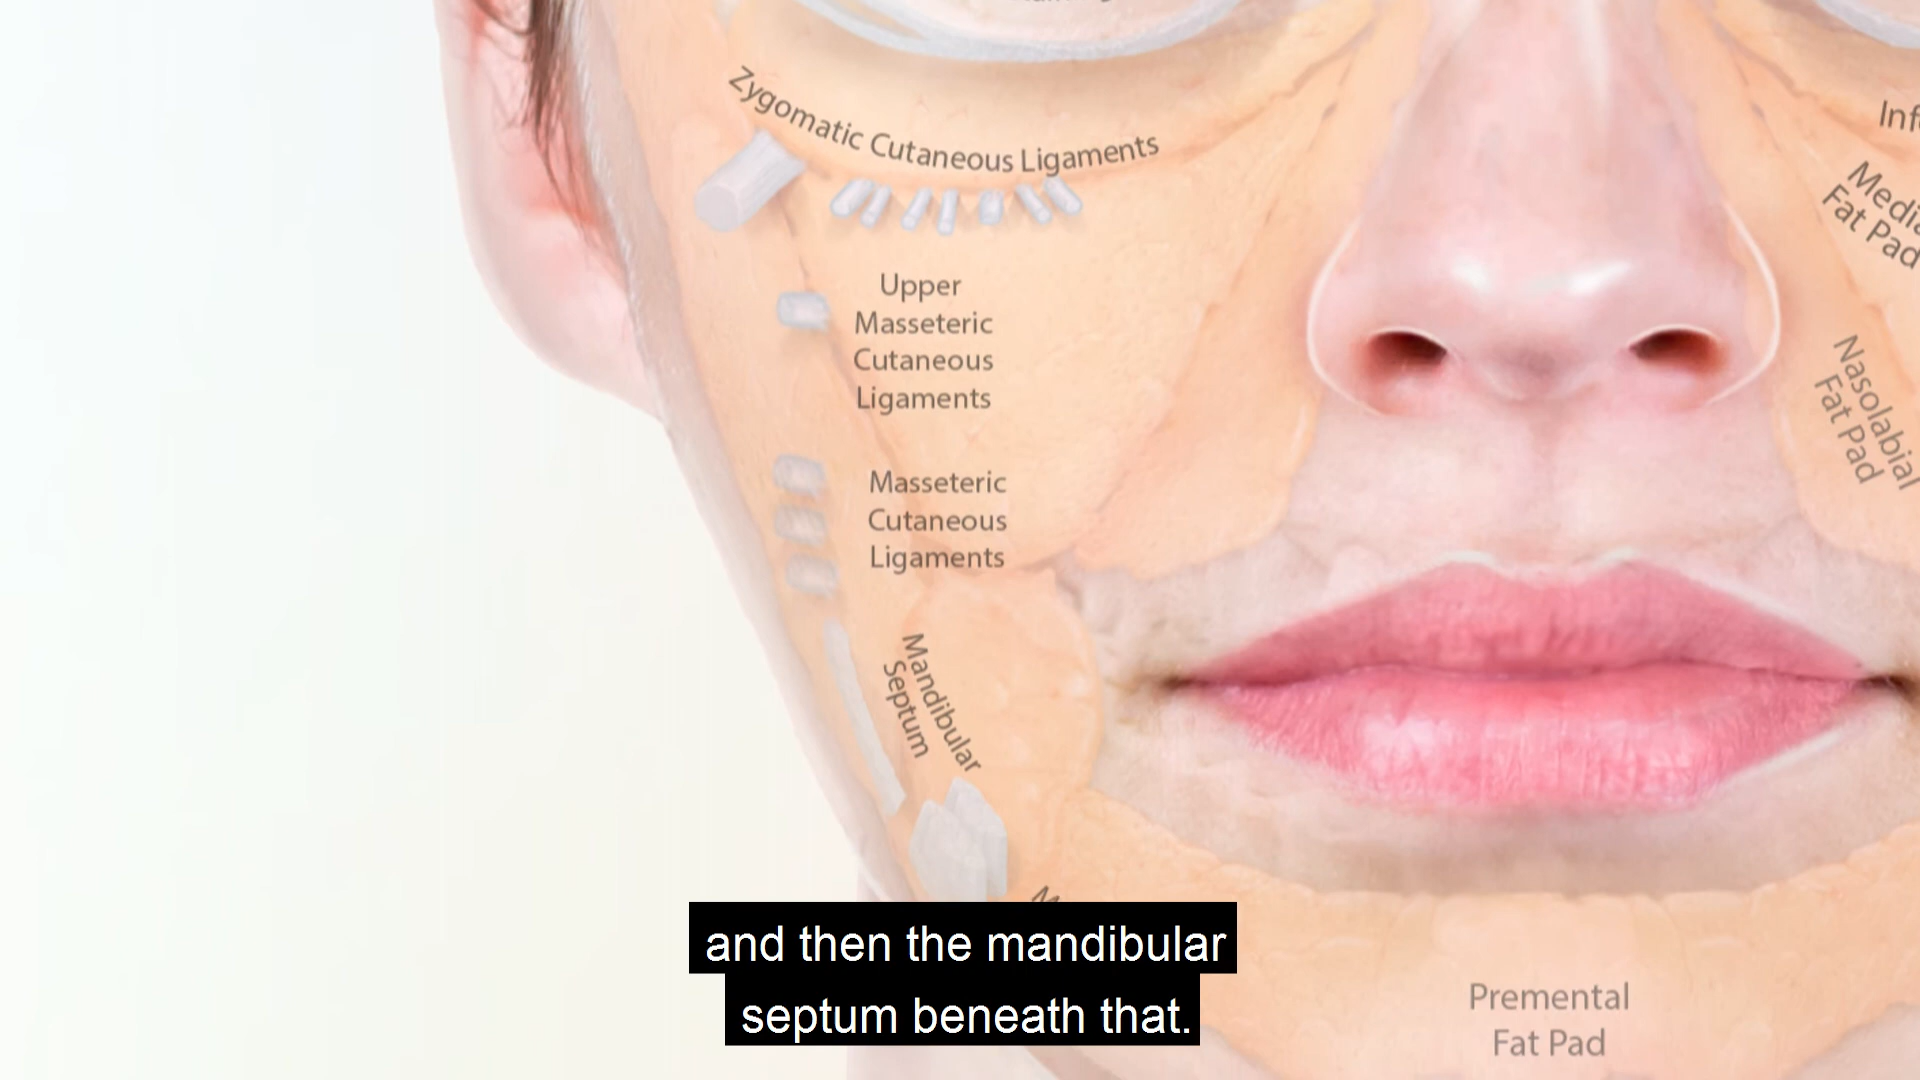 Zygomatic Cutaneous Ligaments
Upper
Masseteric
Cutaneous
Ligaments
Masseteric
Cutaneous
Ligaments
Mandibular
Septum
Fat Pad
Nasolabial
Fat Pad
Premental
Fat Pad
and then the mandibular
septum beneath that.